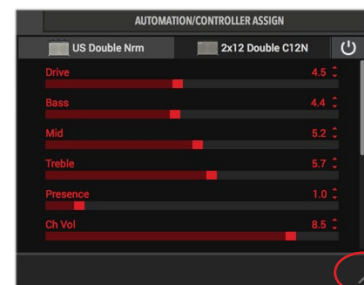 AUTOMATION/CONTROLLER ASSIGN
US Double Nrm 2x12 Double C12N
Drive 4.5
Bass 4.4
Mid 5.2
Treble 5.7
Presence 1.0
Ch Vol 8.5